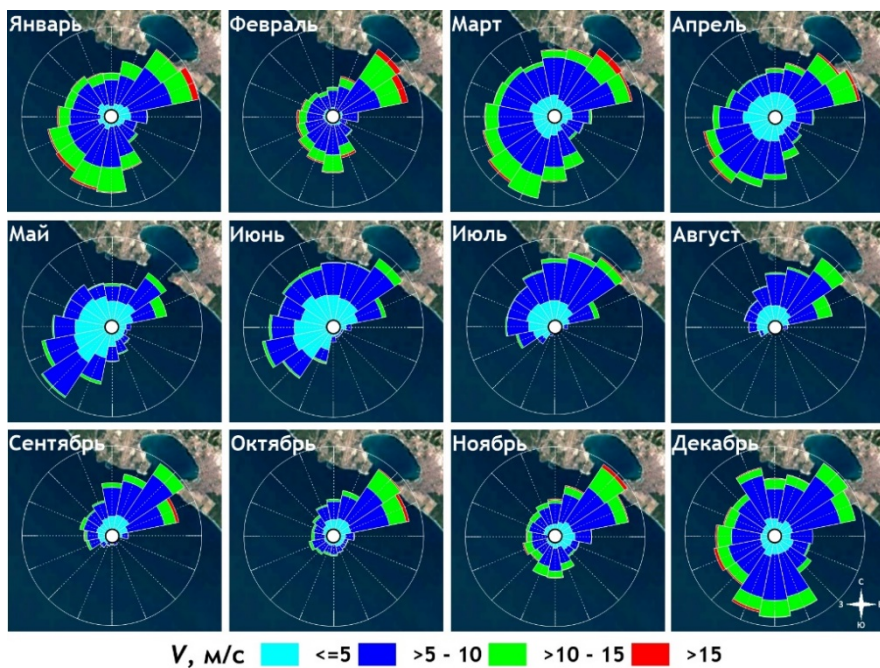 Январь
Февраль
Март
Апрель
Май
Июнь
Июль
Август
Сентябрь
Октябрь
Ноябрь
Декабрь
С
З В
Ю
V, м/с <=5 >5 - 10 >10 - 15 >15